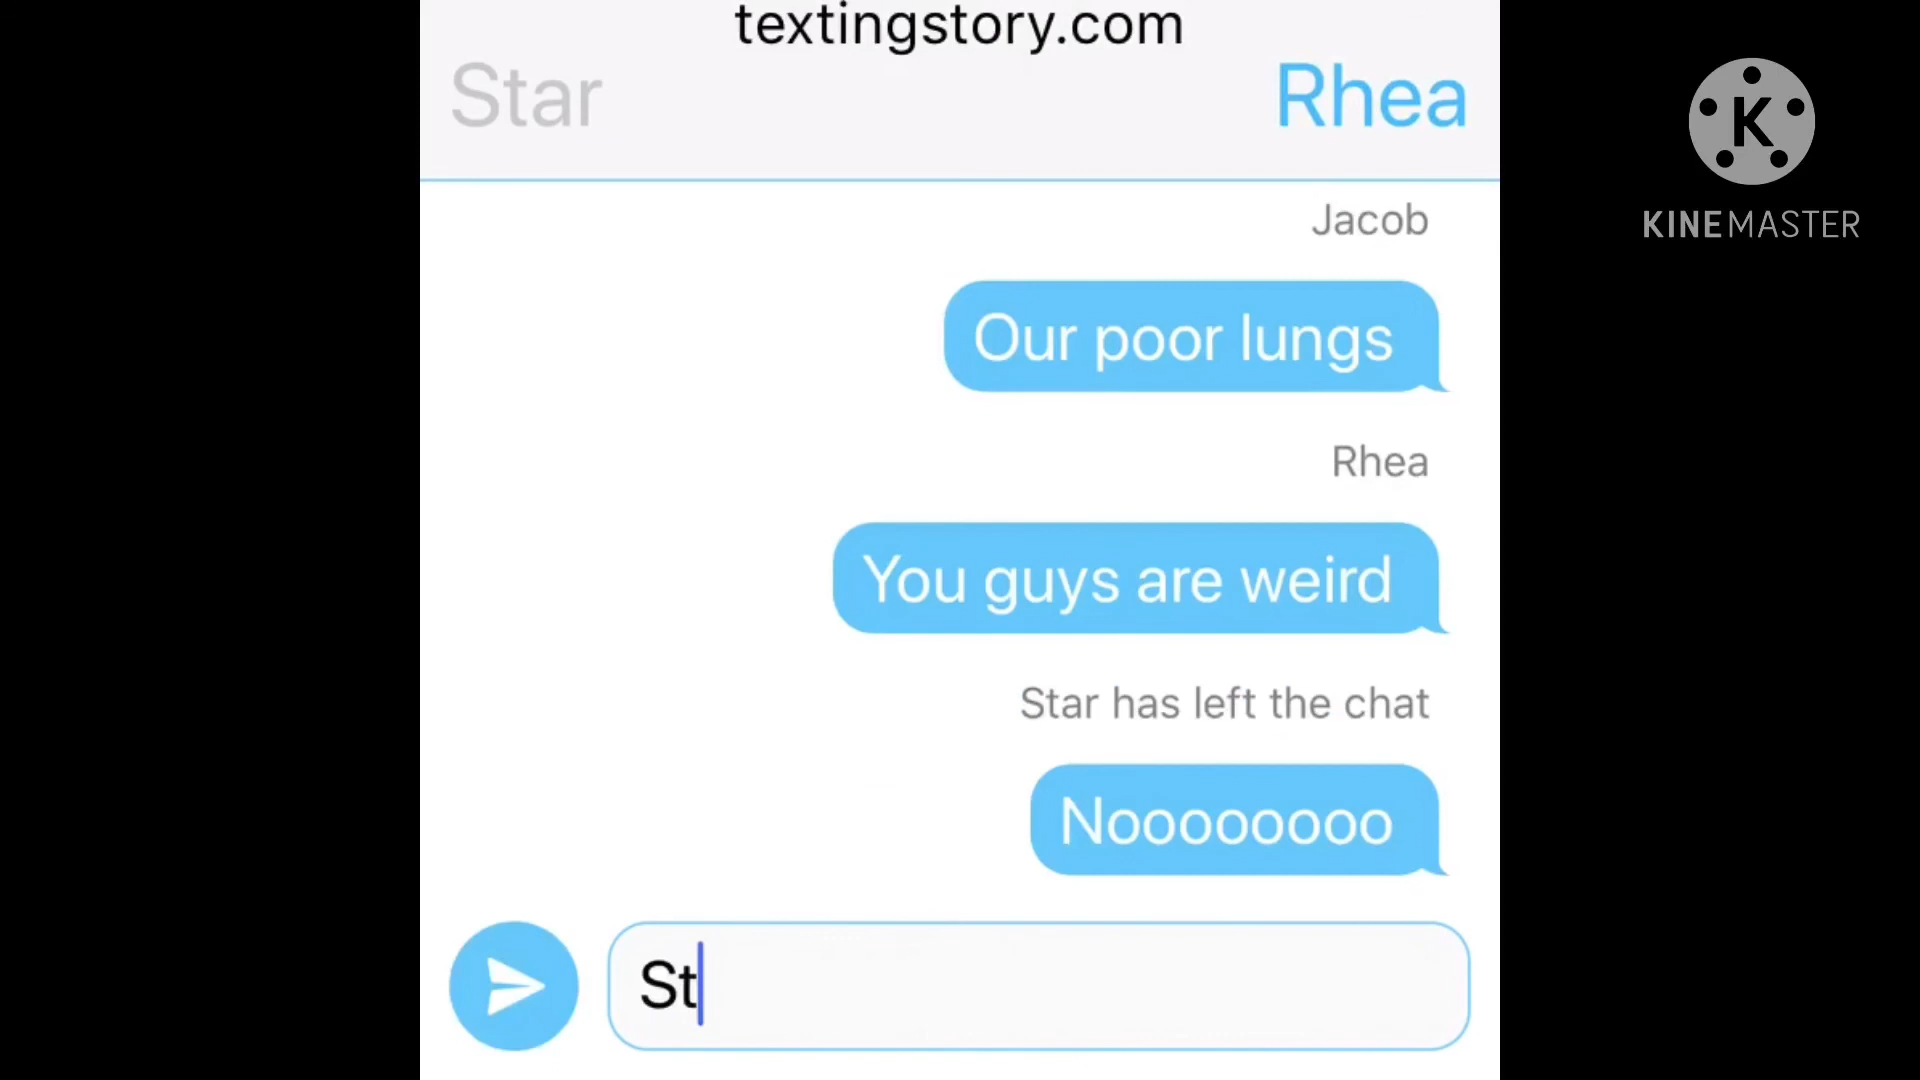 textingstory.com
Star
Rhea
K
KINEMASTER
Jacob
Our poor lungs
Rhea
You guys are weird
Star has left the chat
Noooooooo
St